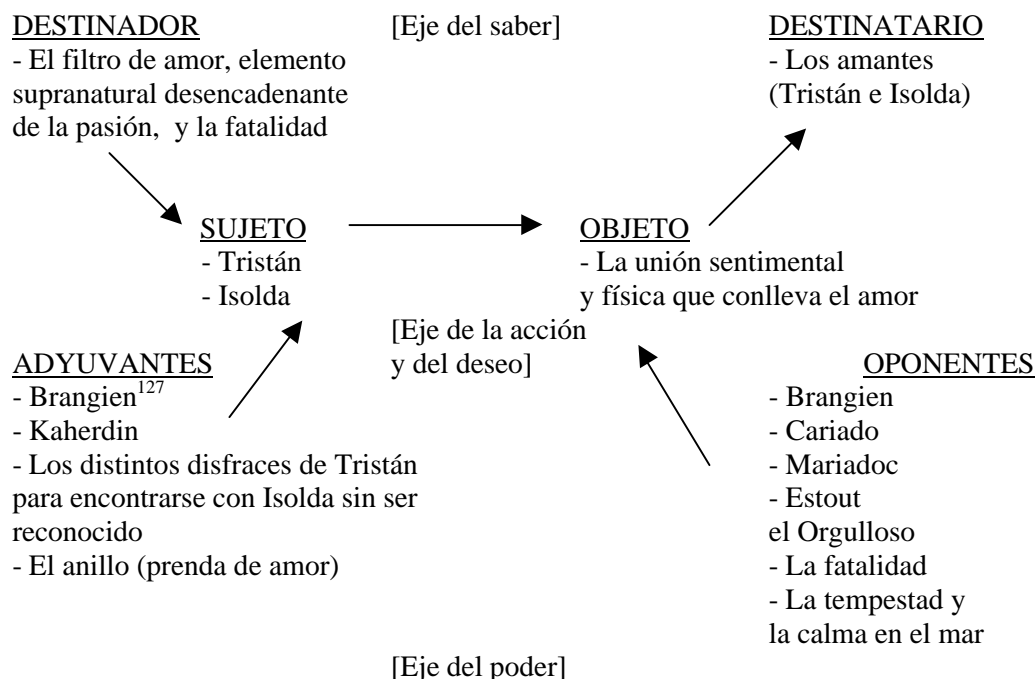 DESTINADOR
- El filtro de amor, elemento
supranatural desencadenante
de la pasión, y la fatalidad
[Eje del saber]
DESTINATARIO
- Los amantes
(Tristán e Isolda)
SUJETO
- Tristán
- Isolda
OBJETO
- La unión sentimental
y física que conlleva el amor
[Eje de la acción
y del deseo]
ADYUVANTES
- Brangien127
- Kaherdin
- Los distintos disfraces de Tristán
para encontrarse con Isolda sin ser
reconocido
- El anillo (prenda de amor)
OPONENTES
- Brangien
- Cariado
- Mariadoc
- Estout
el Orgulloso
- La fatalidad
- La tempestad y
la calma en el mar
[Eje del poder]